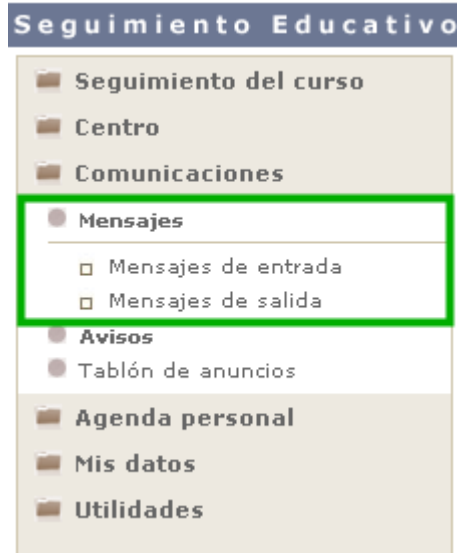 Seguimiento Educativo
Seguimiento del curso
Centro
Comunicaciones
Mensajes
Mensajes de entrada
Mensajes de salida
Avisos
Tablón de anuncios
Agenda personal
Mis datos
Utilidades